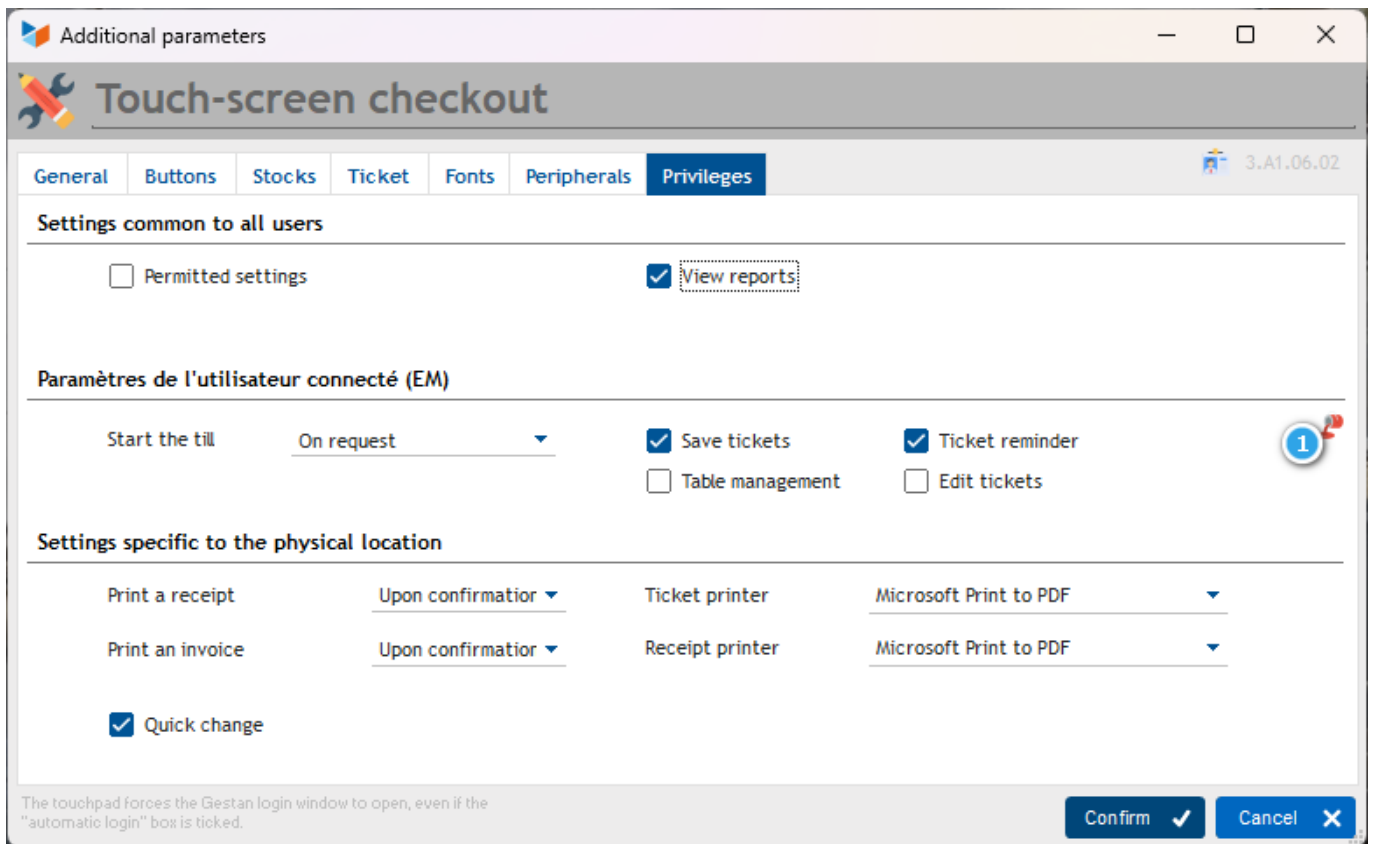 Additional parameters
Touch-screen checkout
General Buttons Stocks Ticket Fonts Peripherals Privileges 3.A1.06.02
Settings common to all users
Permitted settings View reports
Paramètres de l'utilisateur connecté (EM)
Start the till On request Save tickets Ticket reminder 1
Table management Edit tickets
Settings specific to the physical location
Print a receipt Upon confirmation Ticket printer Microsoft Print to PDF
Print an invoice Upon confirmation Receipt printer Microsoft Print to PDF
Quick change
The touchpad forces the Gestan login window to open, even if the
"automatic login" box is ticked.
Confirm Cancel